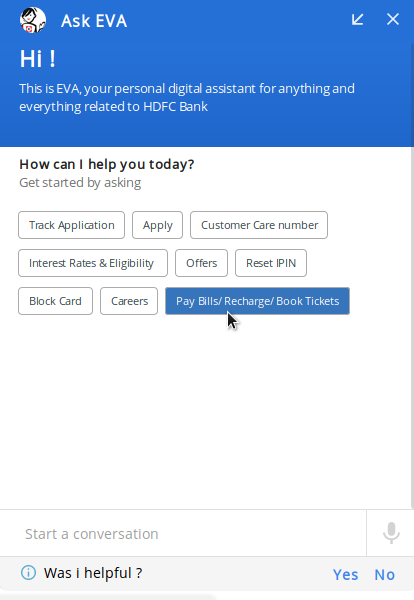 Ask EVA
Hi !
This is EVA, your personal digital assistant for anything and
everything related to HDFC Bank
How can I help you today?
Get started by asking
Track Application
Apply
Customer Care number
Interest Rates & Eligibility
Offers
Reset IPIN
Block Card
Careers
Pay Bills/ Recharge/ Book Tickets
Start a conversation
Was i helpful ?
Yes
No